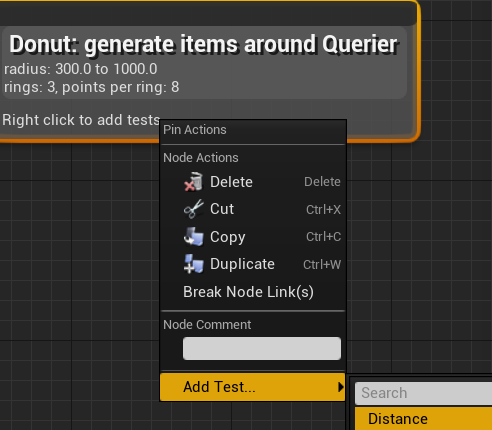 Donut: generate items around Querier
radius: 300.0 to 1000.0
rings: 3, points per ring: 8
Right click to add tests
Pin Actions
Node Actions
Delete Delete
Cut Ctrl+X
Copy Ctrl+C
Duplicate Ctrl+W
Break Node Link(s)
Node Comment
Add Test...
Search
Distance